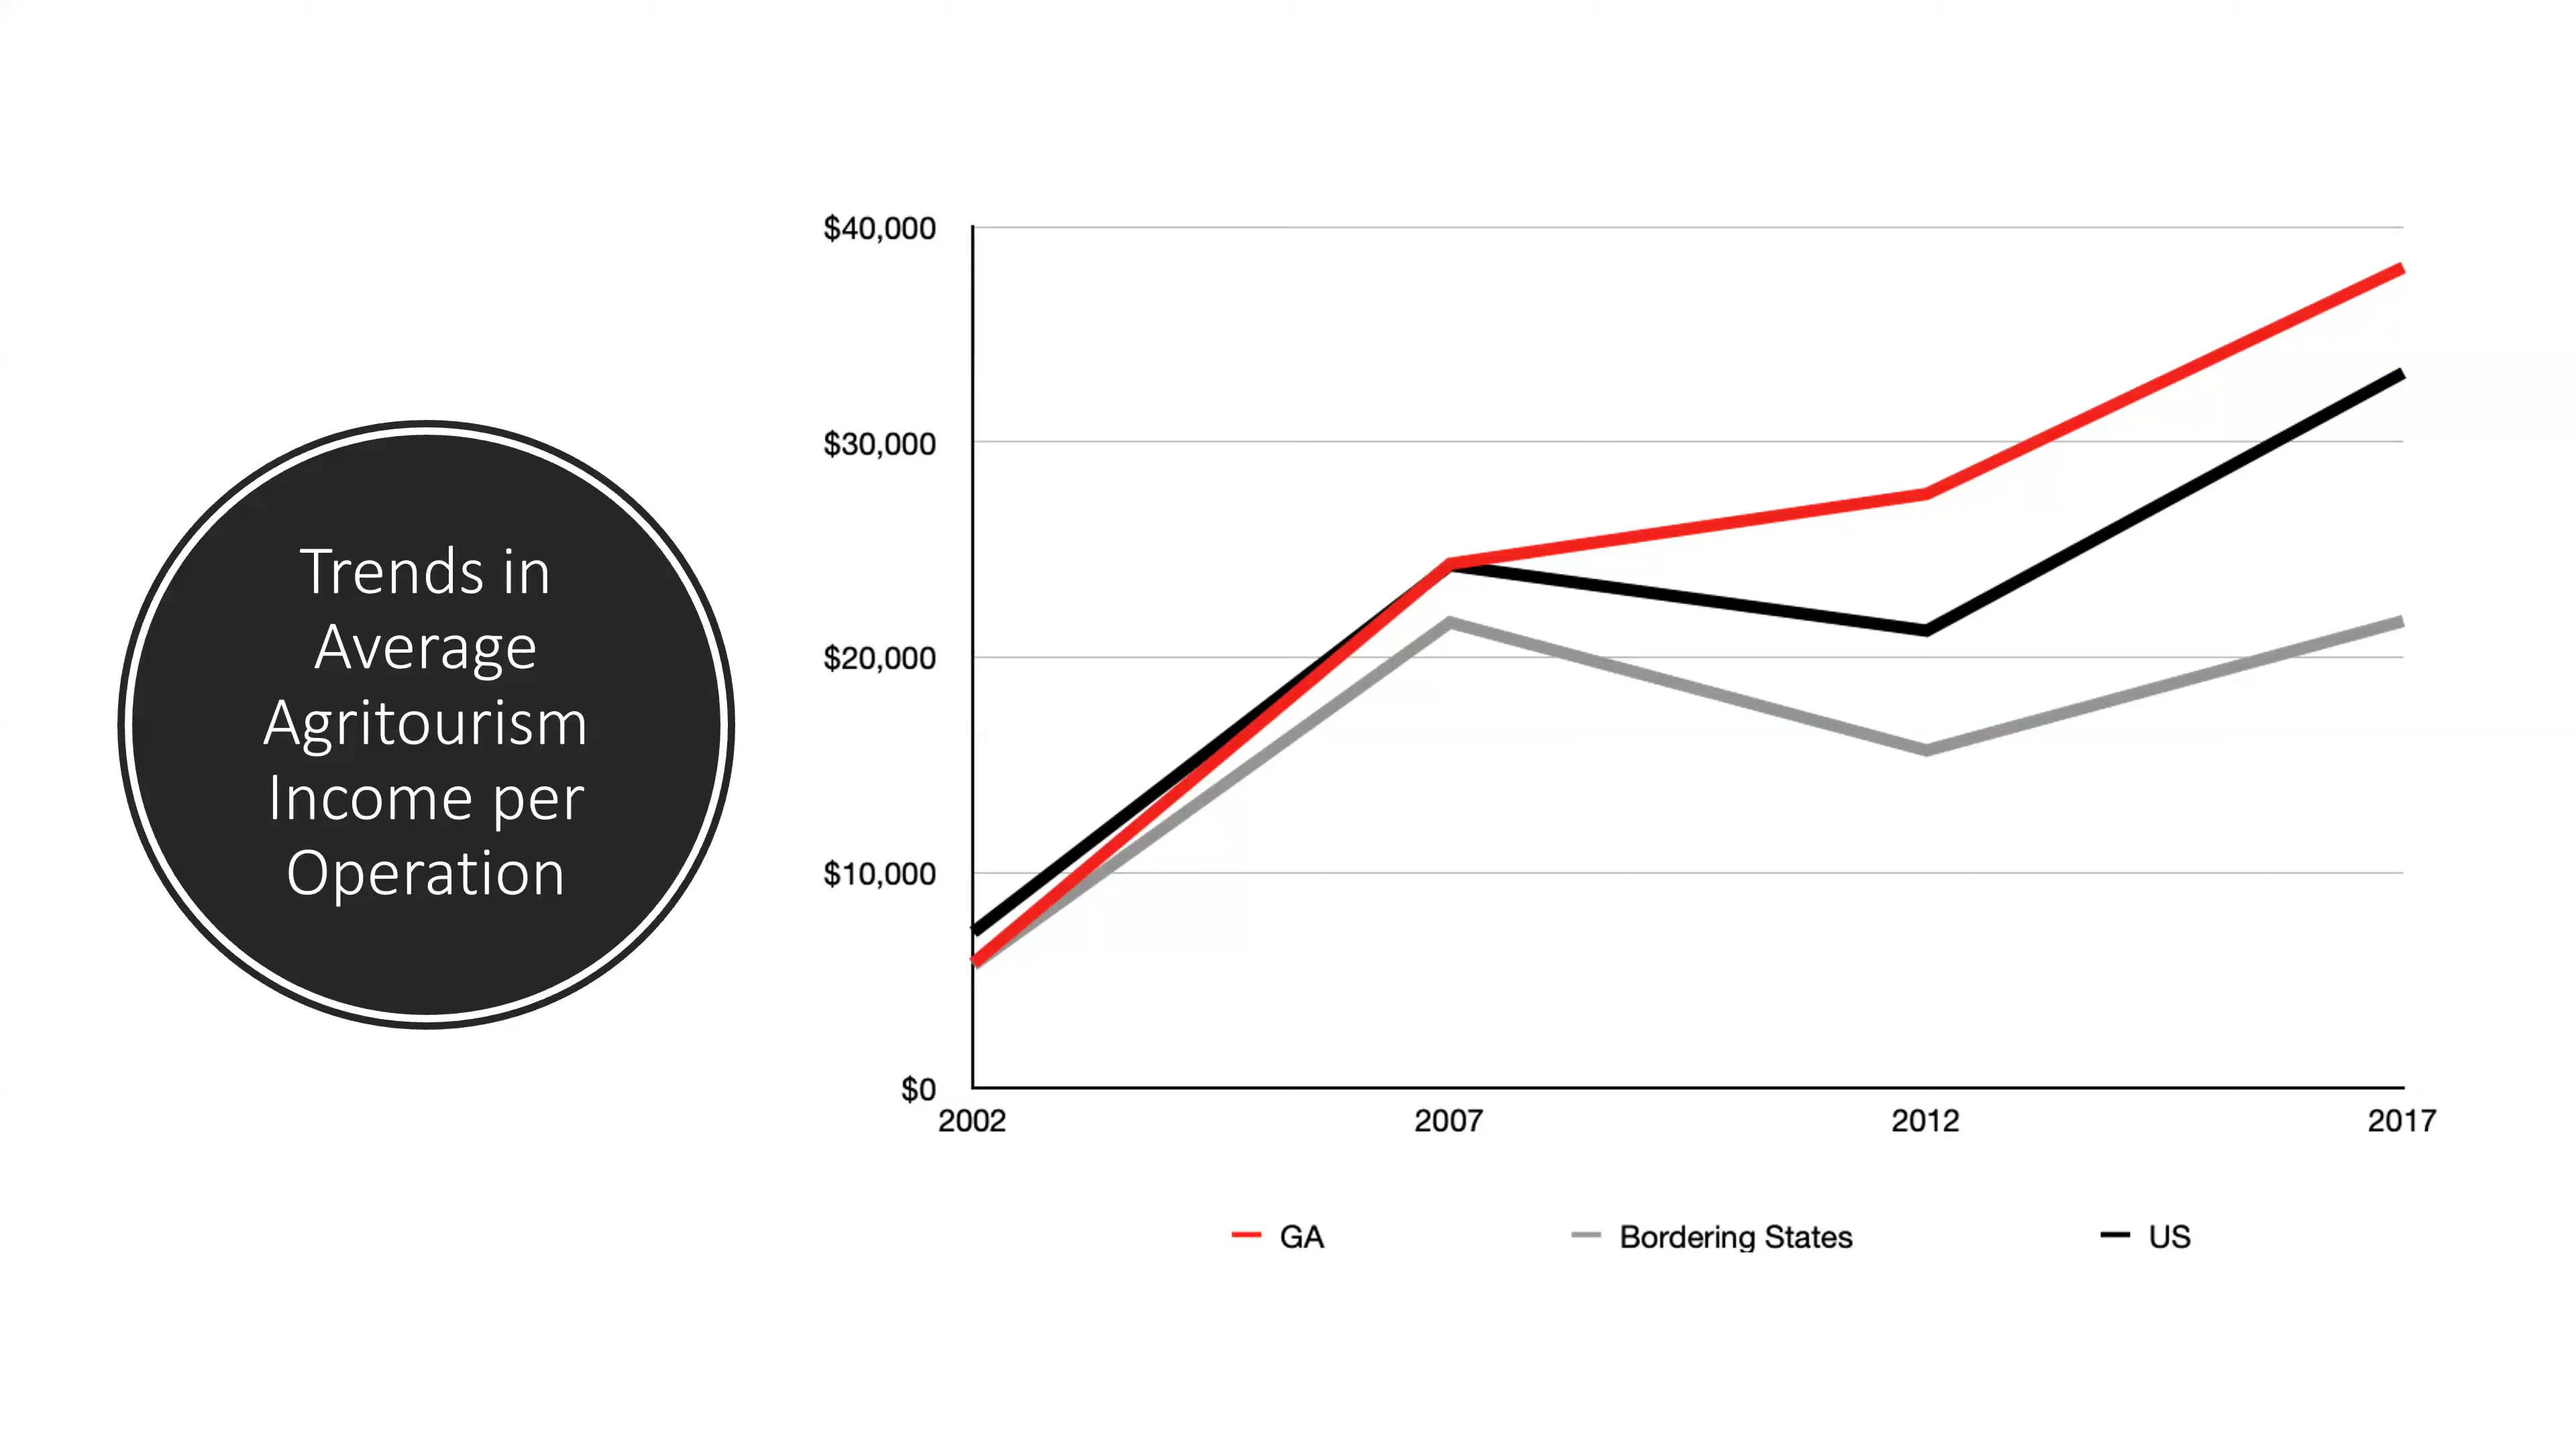 Trends in
Average
Agritourism
Income per
Operation
$40,000
$30,000
$20,000
$10,000
$0
2002 2007 2012 2017
GA Bordering States US